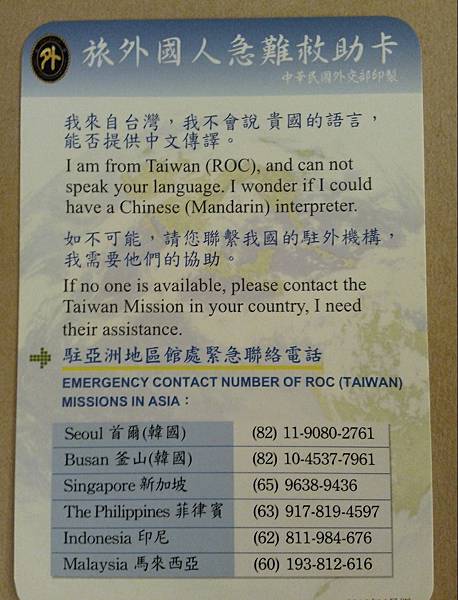 外
旅外國人急難救助卡
中華民國外交部印製
我來自台灣，我不會說 貴國的語言，
能否提供中文傳譯。
I am from Taiwan (ROC), and can not
speak your language. I wonder if I could
have a Chinese (Mandarin) interpreter.
如不可能，請您聯繫我國的駐外機構，
我需要他們的協助。
If no one is available, please contact the
Taiwan Mission in your country, I need
their assistance.
駐亞洲地區館處緊急聯絡電話
EMERGENCY CONTACT NUMBER OF ROC (TAIWAN)
MISSIONS IN ASIA：
Seoul 首爾(韓國) (82) 11-9080-2761
Busan 釜山(韓國) (82) 10-4537-7961
Singapore 新加坡 (65) 9638-9436
The Philippines 菲律賓 (63) 917-819-4597
Indonesia 印尼 (62) 811-984-676
Malaysia 馬來西亞 (60) 193-812-616